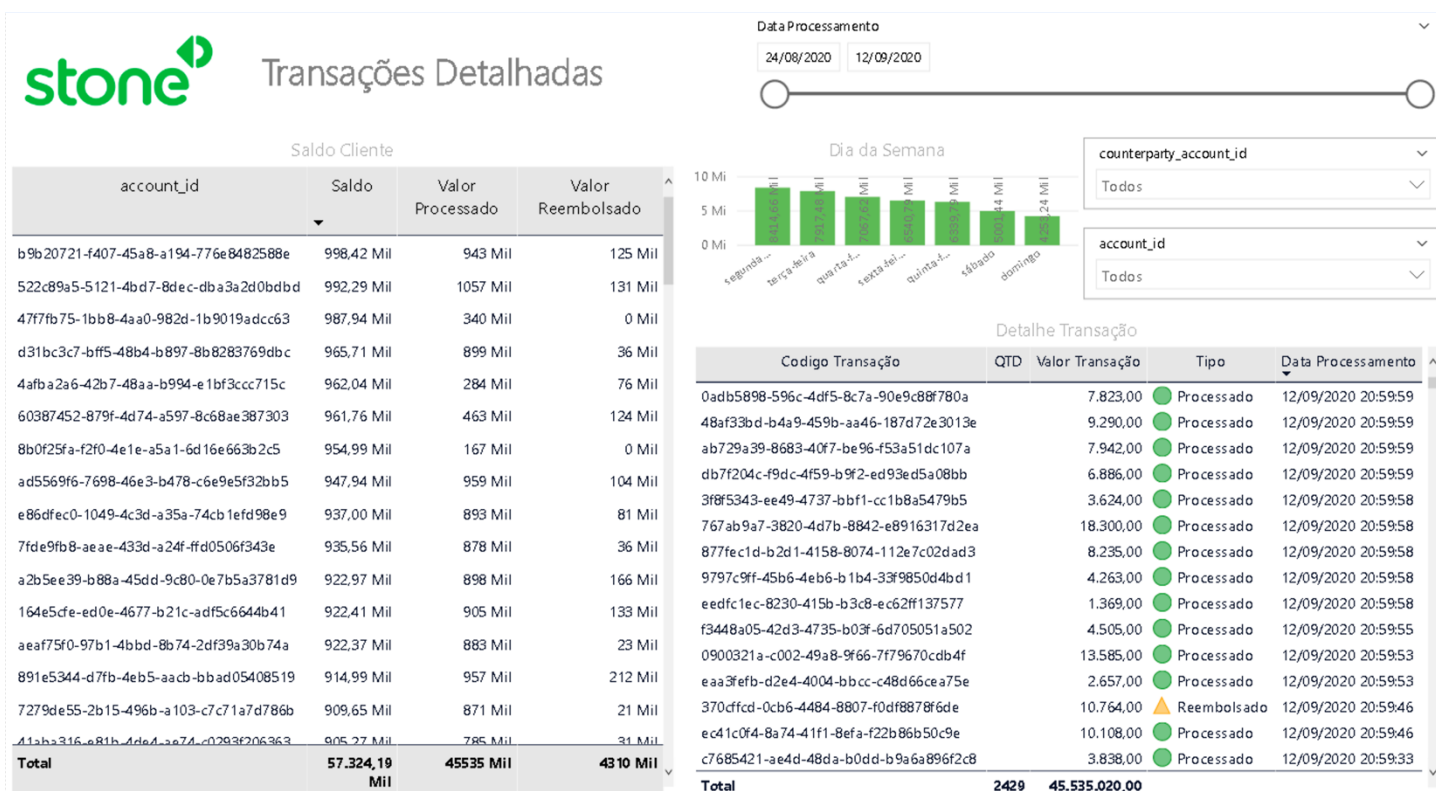 stone
Transações Detalhadas
Data Processamento
24/08/2020 12/09/2020
Saldo Cliente
account_id Saldo Valor Processado Valor Reembolsado
b9b20721-f407-45a8-a194-776e8482588e 998,42 Mil 943 Mil 125 Mil
522c89a5-5121-4bd7-8dec-dba3a2d0bdbd 992,29 Mil 1057 Mil 131 Mil
47f7fb75-1bb8-4aa0-982d-1b9019adcc63 987,94 Mil 340 Mil 0 Mil
d31bc3c7-bff5-48b4-b897-8b8283769dbc 965,71 Mil 899 Mil 36 Mil
4afba2a6-42b7-48aa-b994-e1bf3ccc715c 962,04 Mil 284 Mil 76 Mil
60387452-879f-4d74-a597-8c68ae387303 961,76 Mil 463 Mil 124 Mil
8b0f25fa-f2f0-4e1e-a5a1-6d16e663b2c5 954,99 Mil 167 Mil 0 Mil
ad5569f6-7698-46e3-b478-c6e9e5f32bb5 947,94 Mil 959 Mil 104 Mil
e86dfec0-1049-4c3d-a35a-74cb1efd98e9 937,00 Mil 893 Mil 81 Mil
7fde9fb8-aeae-433d-a24f-ffd0506f343e 935,56 Mil 878 Mil 36 Mil
a2b5ee39-b88a-45dd-9c80-0e7b5a3781d9 922,97 Mil 898 Mil 166 Mil
164e5cfe-ed0e-4677-b21c-adf5c6644b41 922,41 Mil 905 Mil 133 Mil
aeaf75f0-97b1-4bbd-8b74-2df39a30b74a 922,37 Mil 883 Mil 23 Mil
891e5344-d7fb-4eb5-aacb-bbad05408519 914,99 Mil 957 Mil 212 Mil
7279de55-2b15-496b-a103-c7c71a7d786b 909,65 Mil 871 Mil 21 Mil
41aba316-e81b-4de4-ae74-c0293f206363 905,27 Mil 785 Mil 31 Mil
Total 57.324,19 Mil 45535 Mil 4310 Mil
Dia da Semana
10 Mi
5 Mi
0 Mi
8414,66 Mil 7917,48 Mil 7067,62 Mil 6540,79 Mil 6339,79 Mil 5001,44 Mil 4253,24 Mil
segunda... terça-feira quarta-f... sexta-fei... quinta-f... sábado domingo
counterparty_account_id
Todos
account_id
Todos
Detalhe Transação
Codigo Transação QTD Valor Transação Tipo Data Processamento
0adb5898-596c-4df5-8c7a-90e9c88f780a 7.823,00 Processado 12/09/2020 20:59:59
48af33bd-b4a9-459b-aa46-187d72e3013e 9.290,00 Processado 12/09/2020 20:59:59
ab729a39-8683-40f7-be96-f53a51dc107a 7.942,00 Processado 12/09/2020 20:59:59
db7f204c-f9dc-4f59-b9f2-ed93ed5a08bb 6.886,00 Processado 12/09/2020 20:59:59
3f8f5343-ee49-4737-bbf1-cc1b8a5479b5 3.624,00 Processado 12/09/2020 20:59:58
767ab9a7-3820-4d7b-8842-e8916317d2ea 18.300,00 Processado 12/09/2020 20:59:58
877fec1d-b2d1-4158-8074-112e7c02dad3 8.235,00 Processado 12/09/2020 20:59:58
9797c9ff-45b6-4eb6-b1b4-33f9850d4bd1 4.263,00 Processado 12/09/2020 20:59:58
eedfc1ec-8230-415b-b3c8-ec62ff137577 1.369,00 Processado 12/09/2020 20:59:58
f3448a05-42d3-4735-b03f-6d705051a502 4.505,00 Processado 12/09/2020 20:59:55
0900321a-c002-49a8-9f66-7f79670cdb4f 13.585,00 Processado 12/09/2020 20:59:53
eaa3fefb-d2e4-4004-bbcc-c48d66cea75e 2.657,00 Processado 12/09/2020 20:59:53
370cffcd-0cb6-4484-8807-f0df8878f6de 10.764,00 Reembolsado 12/09/2020 20:59:46
ec41c0f4-8a74-41f1-8efa-f22b86b50c9e 10.108,00 Processado 12/09/2020 20:59:46
c7685421-ae4d-48da-b0dd-b9a6a896f2c8 3.838,00 Processado 12/09/2020 20:59:33
Total 2429 45.535.020,00